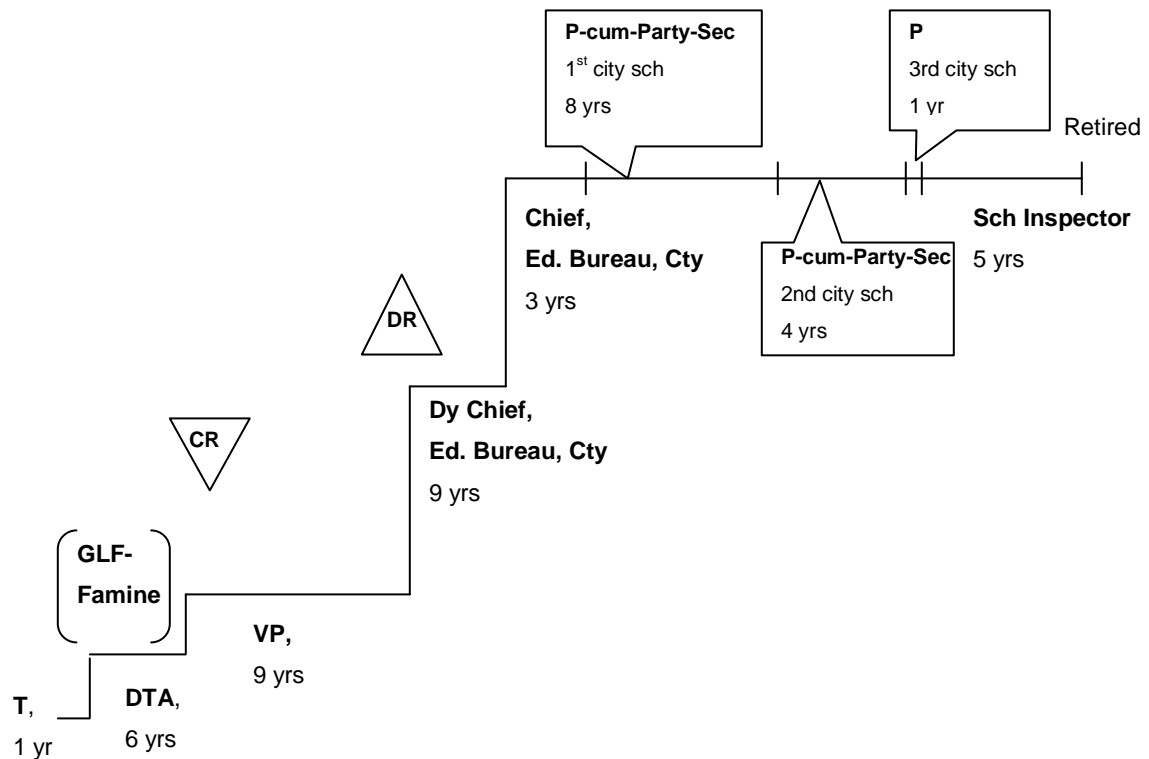 P-cum-Party-Sec
1st city sch
8 yrs
P
3rd city sch
1 yr
Retired
Chief,
Ed. Bureau, Cty
3 yrs
P-cum-Party-Sec
2nd city sch
4 yrs
Sch Inspector
5 yrs
DR
Dy Chief,
Ed. Bureau, Cty
9 yrs
CR
GLF-
Famine
VP,
9 yrs
DTA,
6 yrs
T,
1 yr